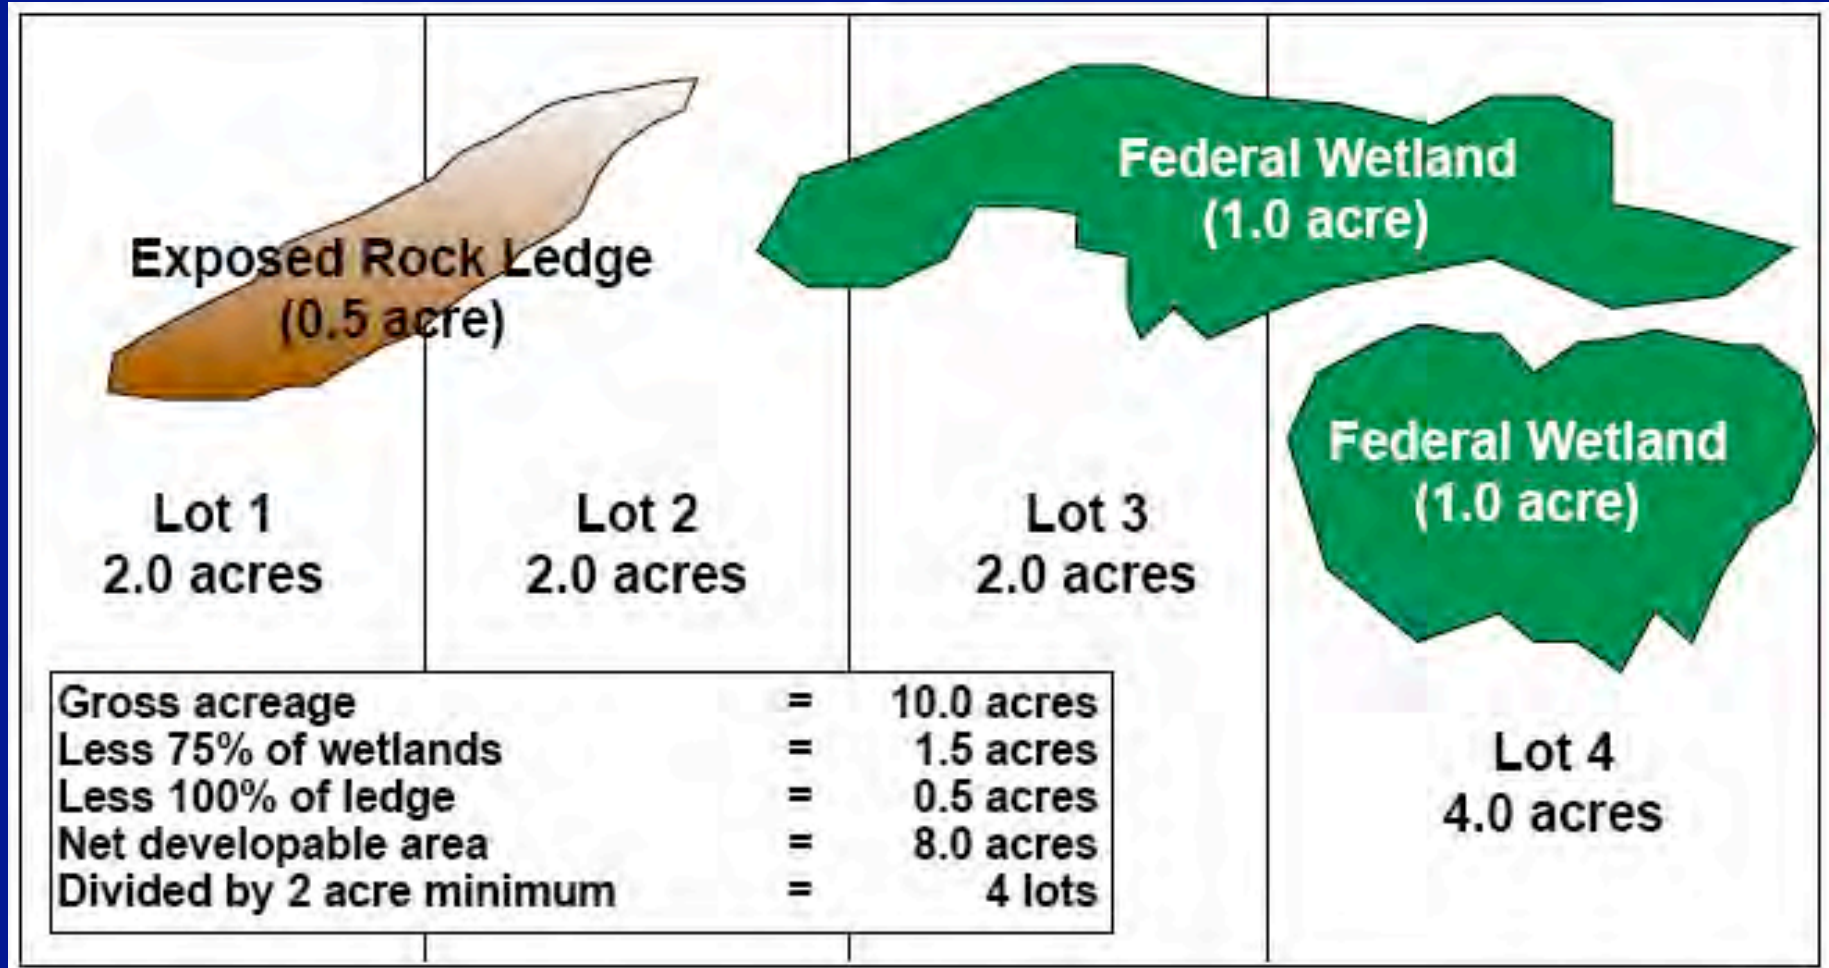 Federal Wetland
(1.0 acre)
Exposed Rock Ledge
(0.5 acre)
Federal Wetland
(1.0 acre)
Lot 1
2.0 acres
Lot 2
2.0 acres
Lot 3
2.0 acres
Lot 4
4.0 acres
Gross acreage = 10.0 acres
Less 75% of wetlands = 1.5 acres
Less 100% of ledge = 0.5 acres
Net developable area = 8.0 acres
Divided by 2 acre minimum = 4 lots